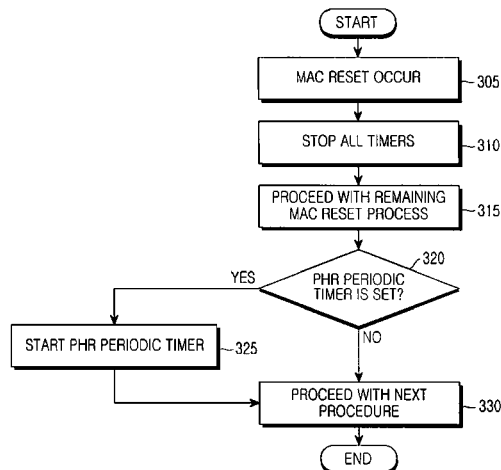 START
MAC RESET OCCUR
305
STOP ALL TIMERS
310
PROCEED WITH REMAINING
MAC RESET PROCESS
315
320
PHR PERIODIC
TIMER IS SET?
YES
NO
START PHR PERIODIC TIMER
325
PROCEED WITH NEXT
PROCEDURE
330
END